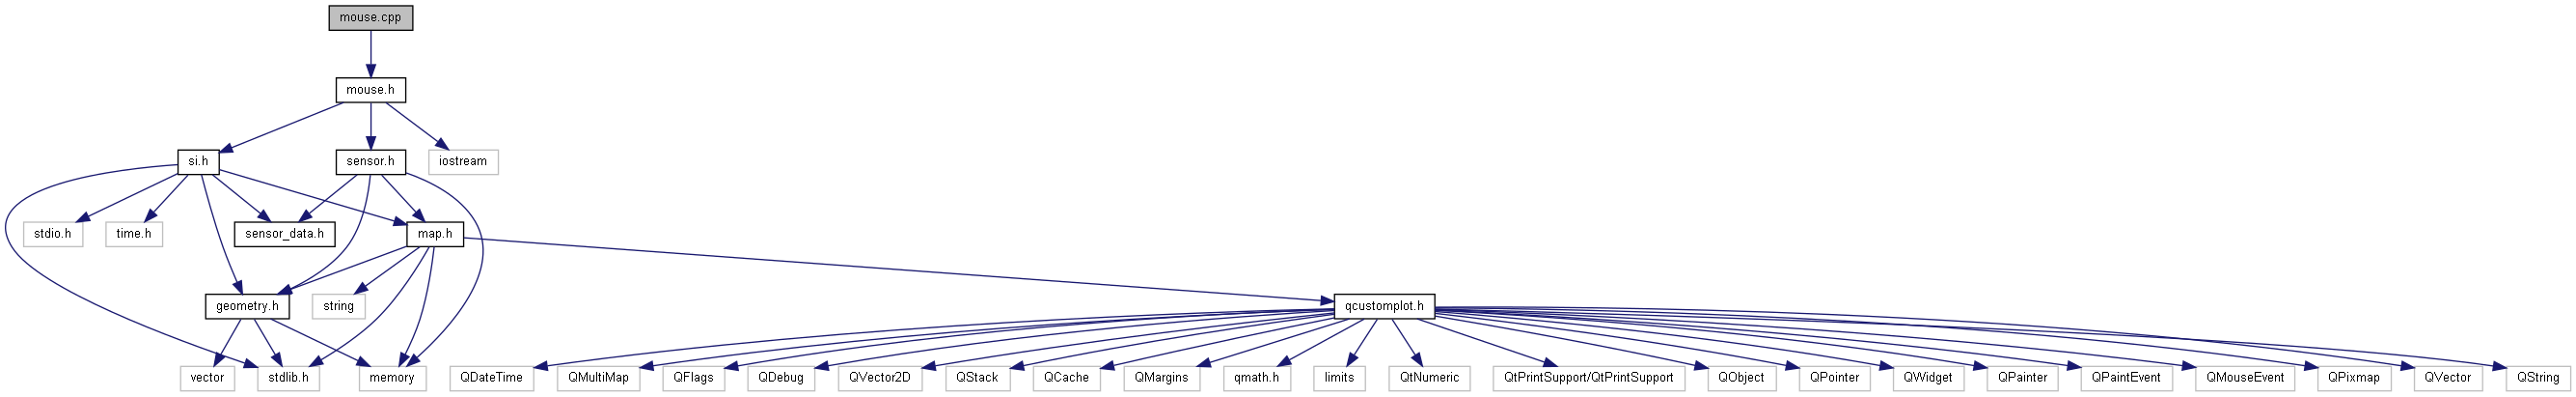 mouse.cpp
mouse.h
si.h
sensor.h
iostream
stdio.h
time.h
sensor_data.h
map.h
geometry.h
string
qcustomplot.h
vector
stdlib.h
memory
QDateTime
QMultiMap
QFlags
QDebug
QVector2D
QStack
QCache
QMargins
qmath.h
limits
QtNumeric
QtPrintSupport/QtPrintSupport
QObject
QPointer
QWidget
QPainter
QPaintEvent
QMouseEvent
QPixmap
QVector
QString